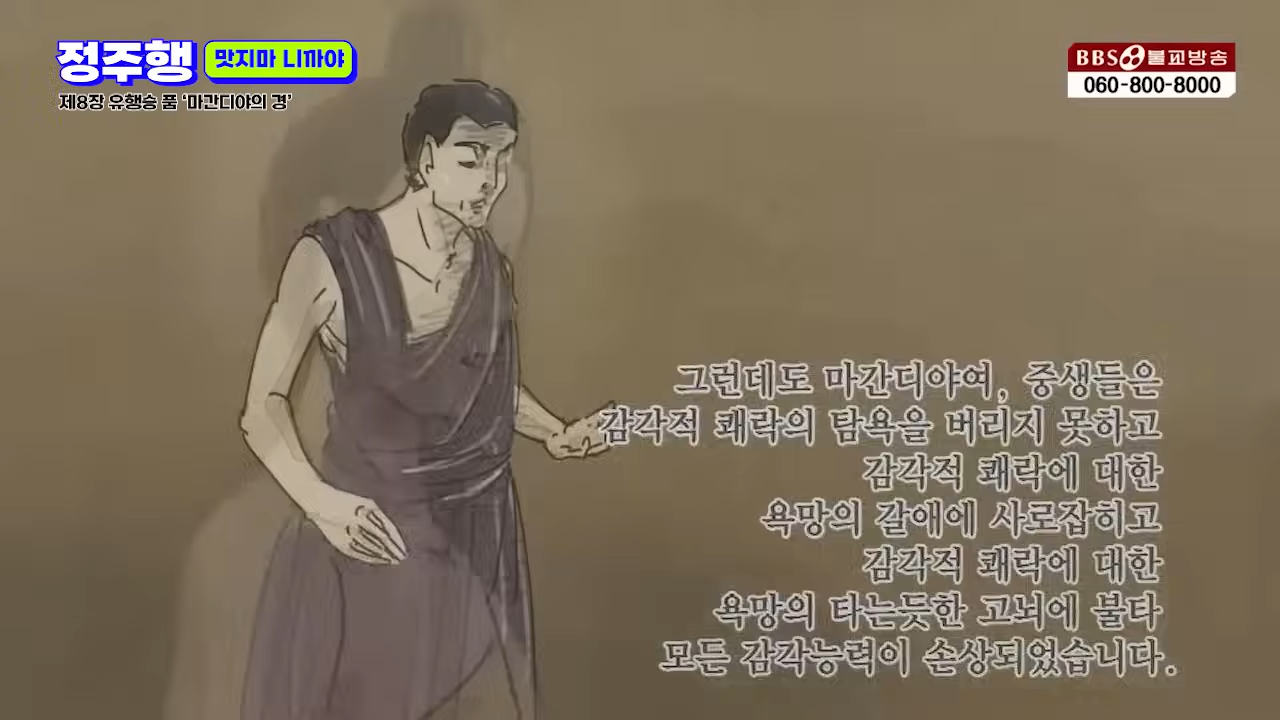 정주행 맛지마 니까야
제8장 유행승 품 ‘마간디야의 경’
BBS 불교방송
060-800-8000
그런데도 마간디야여, 중생들은
감각적 쾌락의 탐욕을 버리지 못하고
감각적 쾌락에 대한
욕망의 갈애에 사로잡히고
감각적 쾌락에 대한
욕망의 타는듯한 고뇌에 불타
모든 감각능력이 손상되었습니다.